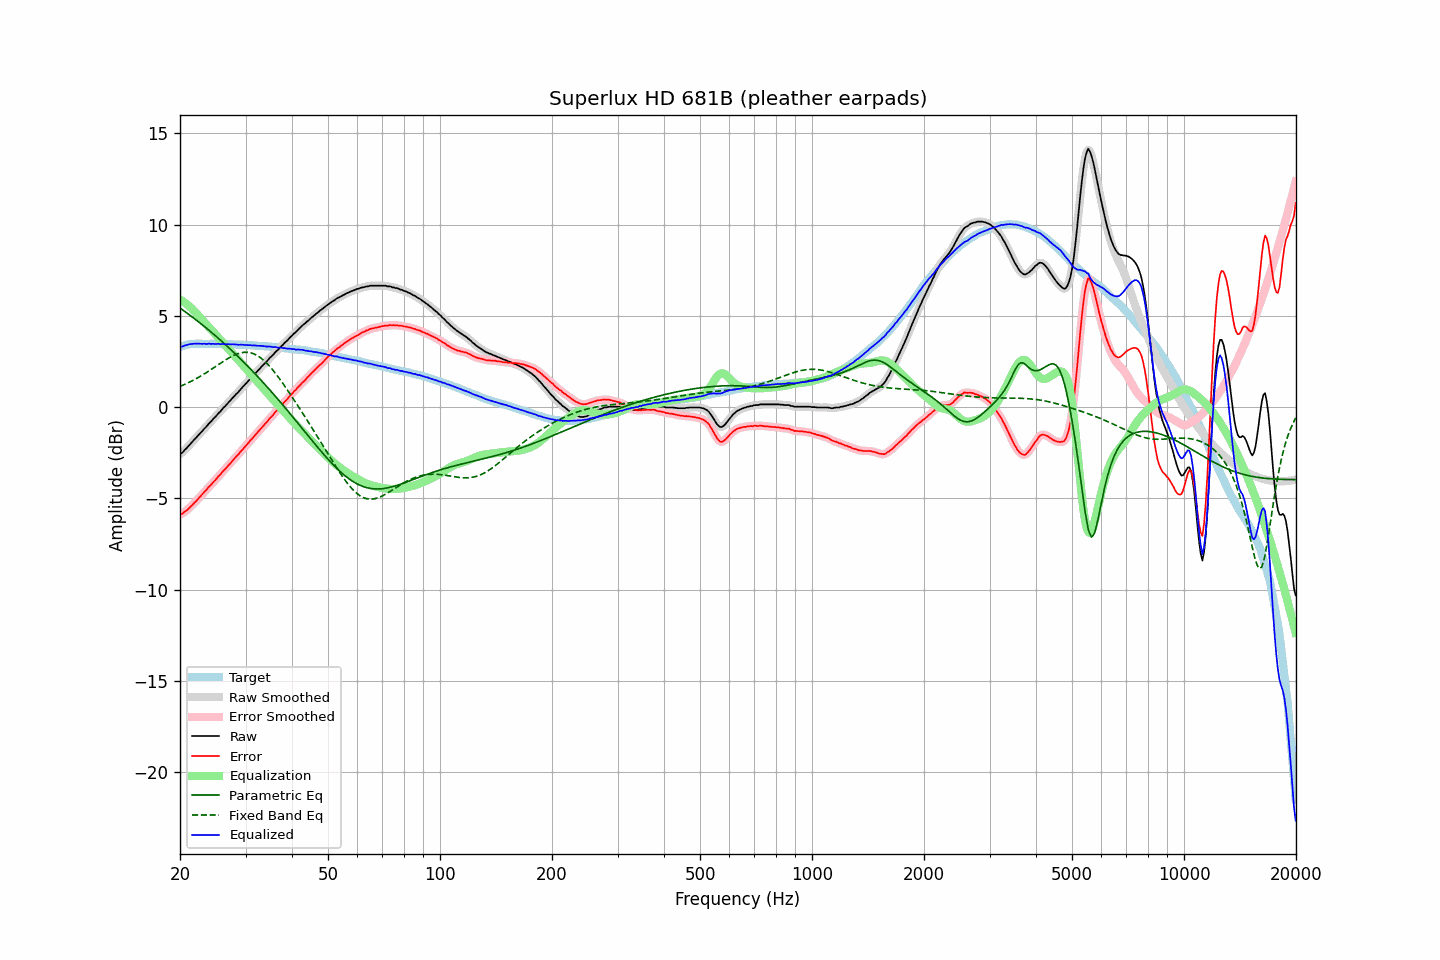 Superlux HD 681B (pleather earpads)
Amplitude (dBr)
15
10
5
0
−5
−10
−15
−20
Target
Raw Smoothed
Error Smoothed
Raw
Error
Equalization
Parametric Eq
Fixed Band Eq
Equalized
20 50 100 200 500 1000 2000 5000 10000 20000
Frequency (Hz)